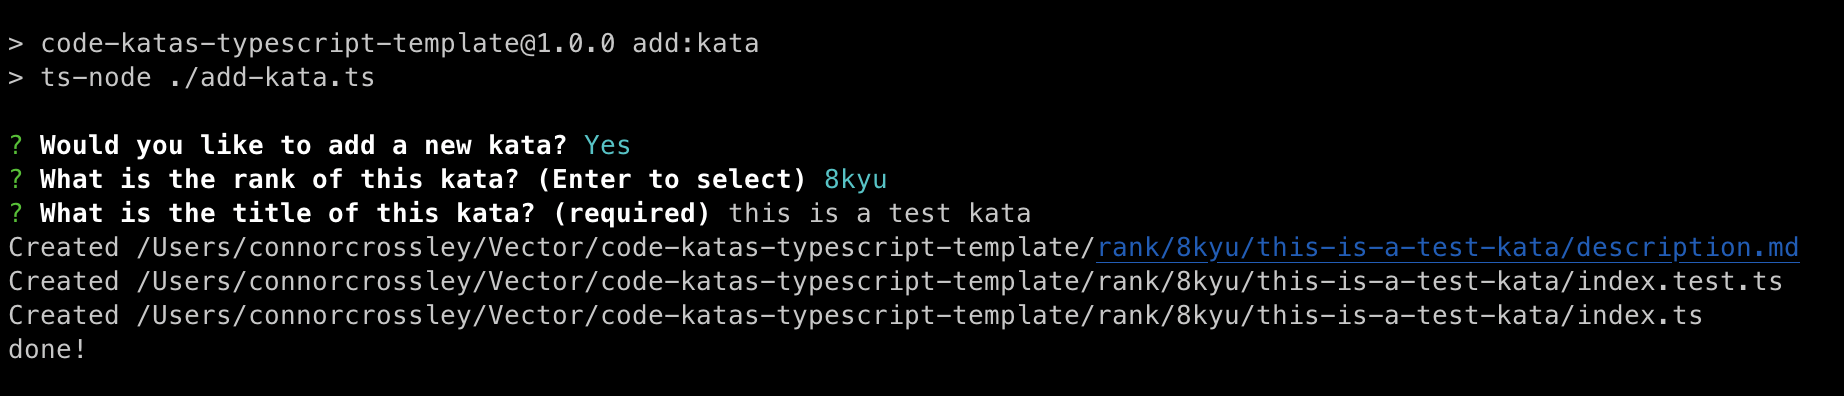 > code-katas-typescript-template@1.0.0 add:kata
> ts-node ./add-kata.ts
? Would you like to add a new kata? Yes
? What is the rank of this kata? (Enter to select) 8kyu
? What is the title of this kata? (required) this is a test kata
Created /Users/connorcrossley/Vector/code-katas-typescript-template/rank/8kyu/this-is-a-test-kata/description.md
Created /Users/connorcrossley/Vector/code-katas-typescript-template/rank/8kyu/this-is-a-test-kata/index.test.ts
Created /Users/connorcrossley/Vector/code-katas-typescript-template/rank/8kyu/this-is-a-test-kata/index.ts
done!